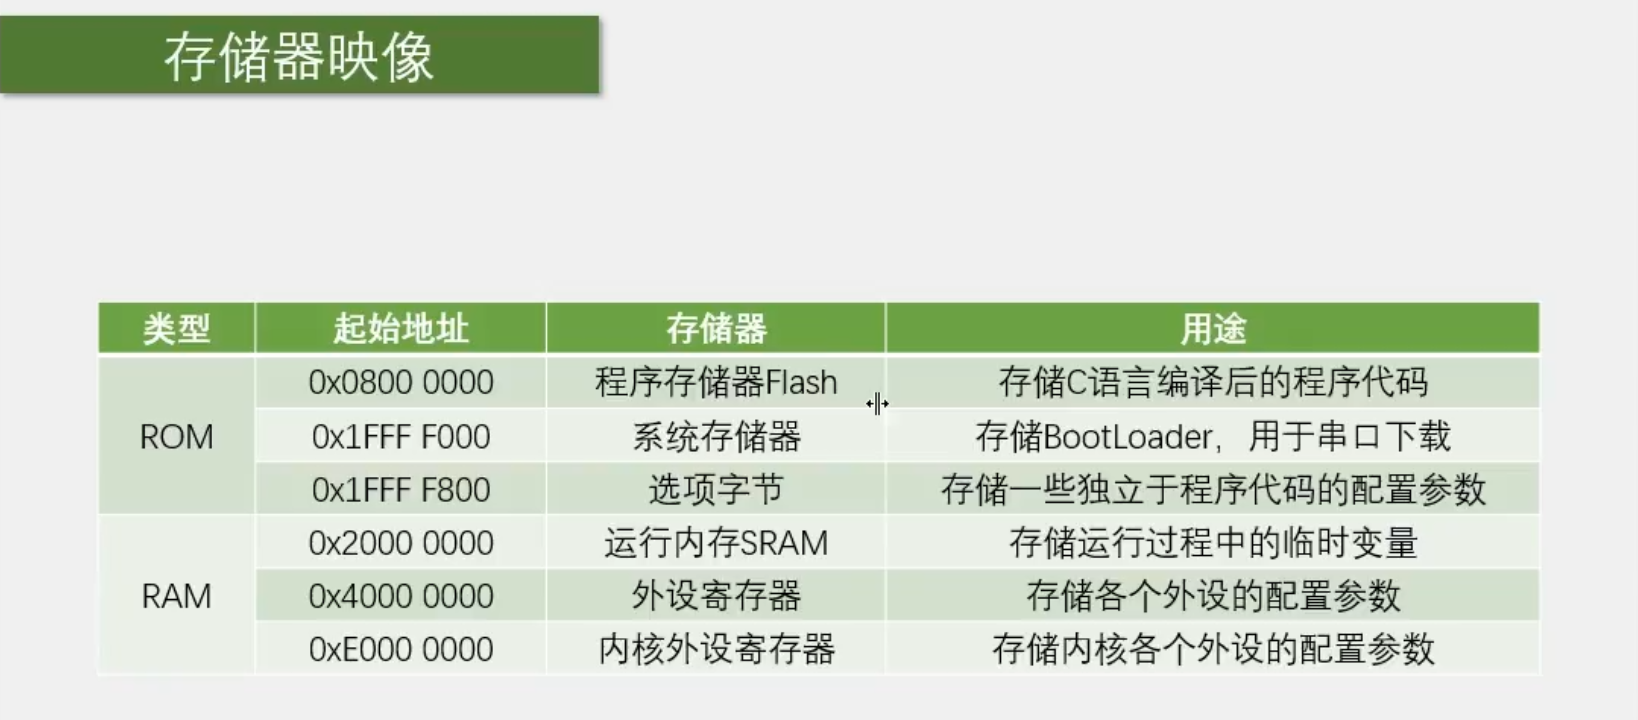 存储器映像
类型 起始地址 存储器 用途
ROM 0x0800 0000 程序存储器Flash 存储C语言编译后的程序代码
0x1FFF F000 系统存储器 存储BootLoader，用于串口下载
0x1FFF F800 选项字节 存储一些独立于程序代码的配置参数
RAM 0x2000 0000 运行内存SRAM 存储运行过程中的临时变量
0x4000 0000 外设寄存器 存储各个外设的配置参数
0xE000 0000 内核外设寄存器 存储内核各个外设的配置参数